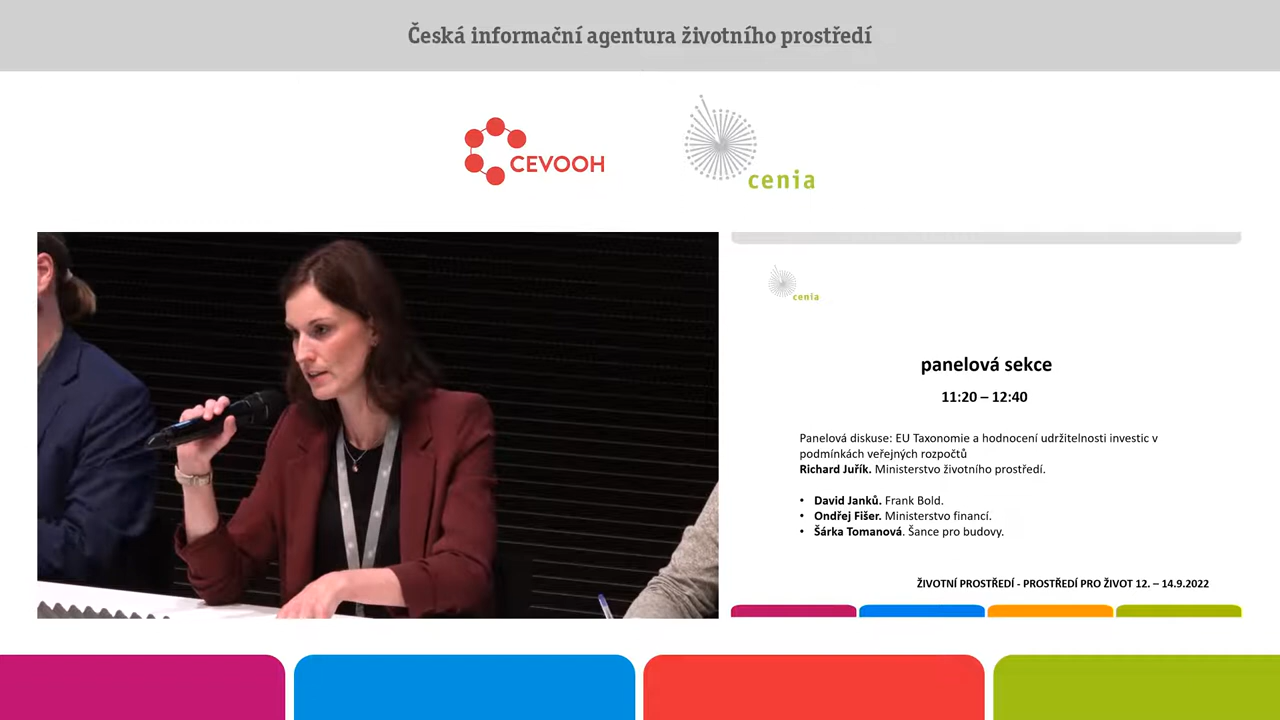 Česká informační agentura životního prostředí
CEVOOH
cenia
cenia
panelová sekce
11:20 – 12:40
Panelová diskuse: EU Taxonomie a hodnocení udržitelnosti investic v
podmínkách veřejných rozpočtů
Richard Juřík. Ministerstvo životního prostředí.
• David Janků. Frank Bold.
• Ondřej Fišer. Ministerstvo financí.
• Šárka Tomanová. Šance pro budovy.
ŽIVOTNÍ PROSTŘEDÍ - PROSTŘEDÍ PRO ŽIVOT 12. – 14.9.2022